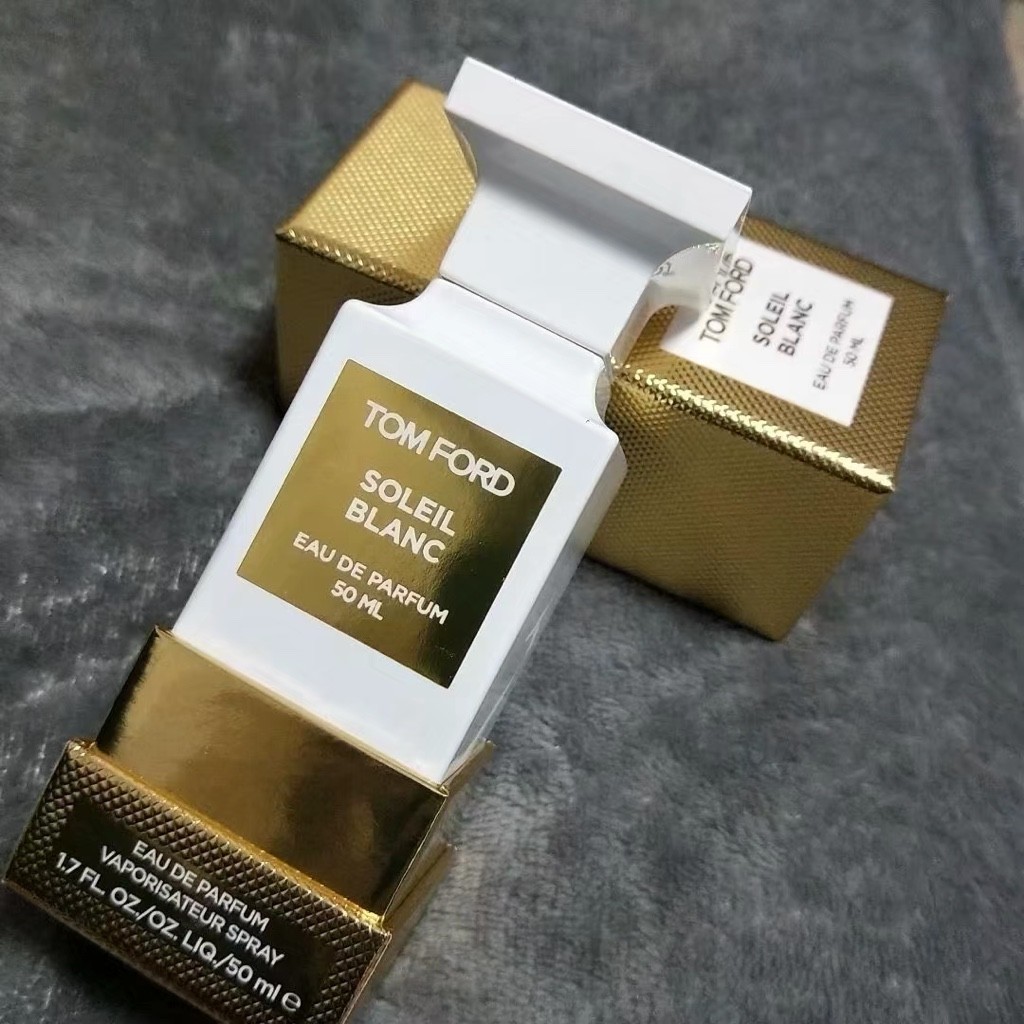 TOM FORD
SOLEIL
BLANC
EAU DE PARFUM
50 ML
TOM FORD
SOLEIL
BLANC
EAU DE PARFUM
50 ML
EAU DE PARFUM
VAPORISATEUR SPRAY
1.7 FL. OZ./OZ. LIQ./50 ml ℮